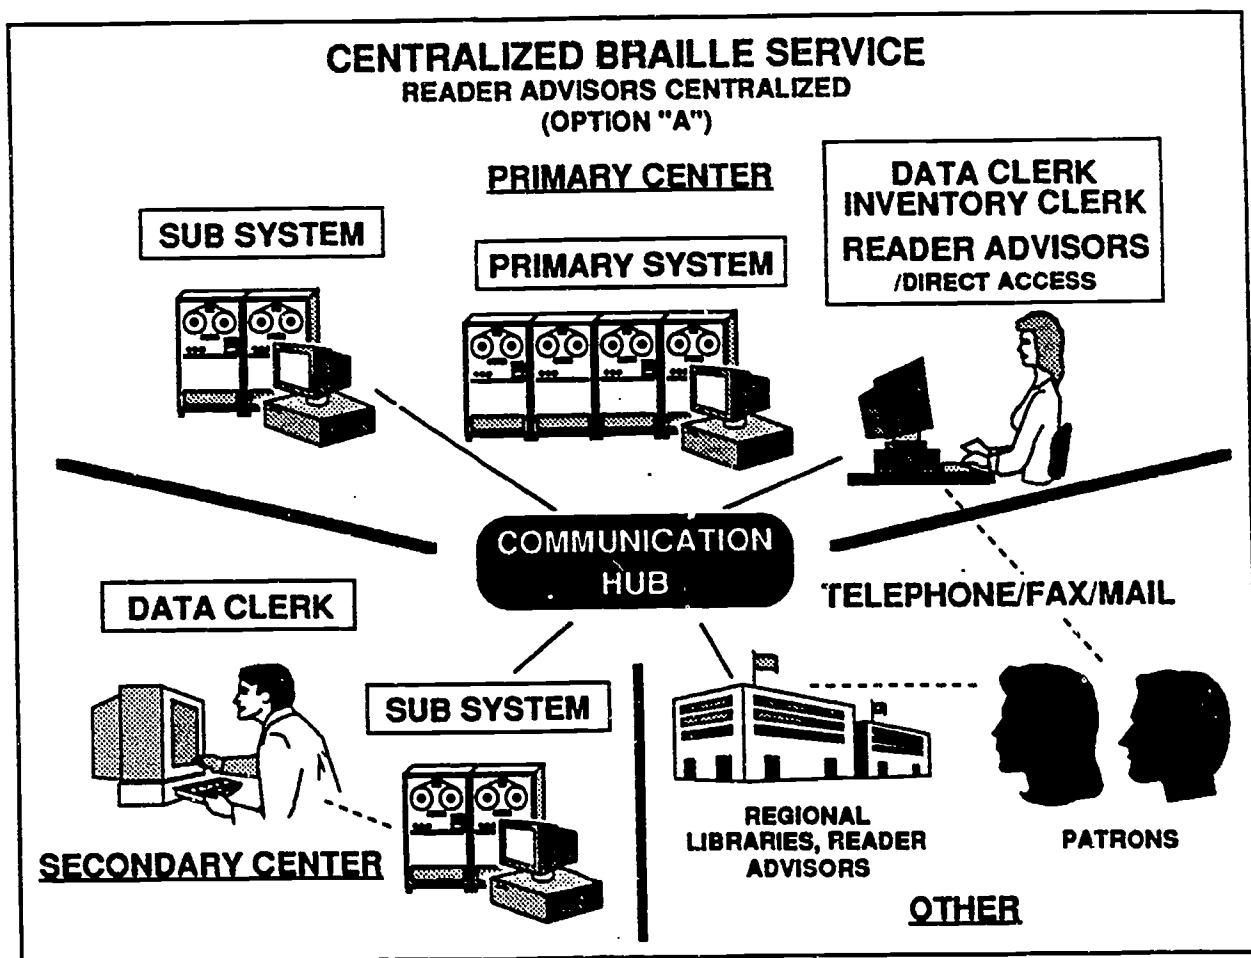 CENTRALIZED BRAILLE SERVICE
READER ADVISORS CENTRALIZED
(OPTION "A")
PRIMARY CENTER
SUB SYSTEM
PRIMARY SYSTEM
DATA CLERK
INVENTORY CLERK
READER ADVISORS
/DIRECT ACCESS
COMMUNICATION
HUB
TELEPHONE/FAX/MAIL
DATA CLERK
SUB SYSTEM
SECONDARY CENTER
REGIONAL
LIBRARIES, READER
ADVISORS
PATRONS
OTHER